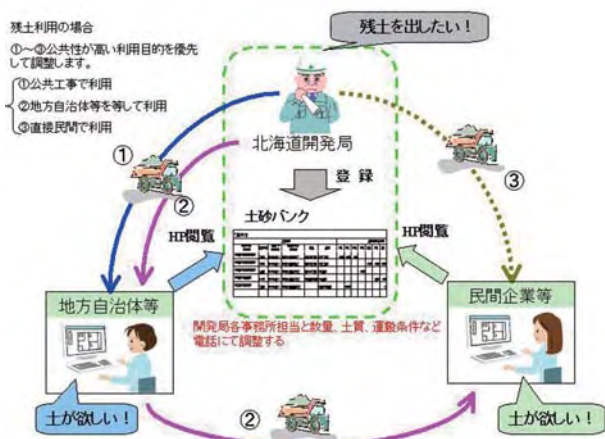 残土利用の場合
①～③公共性が高い利用目的を優先
して調整します。
①公共工事で利用
②地方自治体等を等して利用
③直接民間で利用
残土を出したい！
北海道開発局
登 録
土砂バンク
①
②
③
HP閲覧
HP閲覧
地方自治体等
民間企業等
開発局各事務所担当と数量、土質、運搬条件など
電話にて調整する
土が欲しい！
②
土が欲しい！